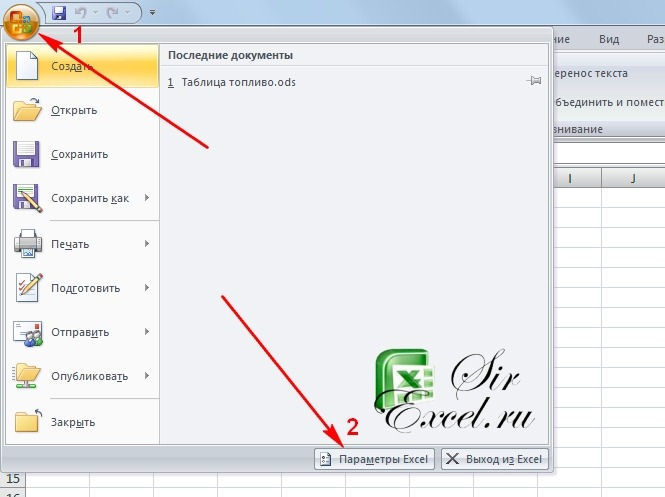 1
ние
Вид
Раз
Создать
Последние документы
еренос текста
1 Таблица топливо.ods
Открыть
бъединить и помест
внивание
Сохранить
I
J
Сохранить как
Печать
Подготовить
Отправить
Sir
Опубликовать
Excel.ru
Закрыть
2
Параметры Excel
Выход из Excel
15
16